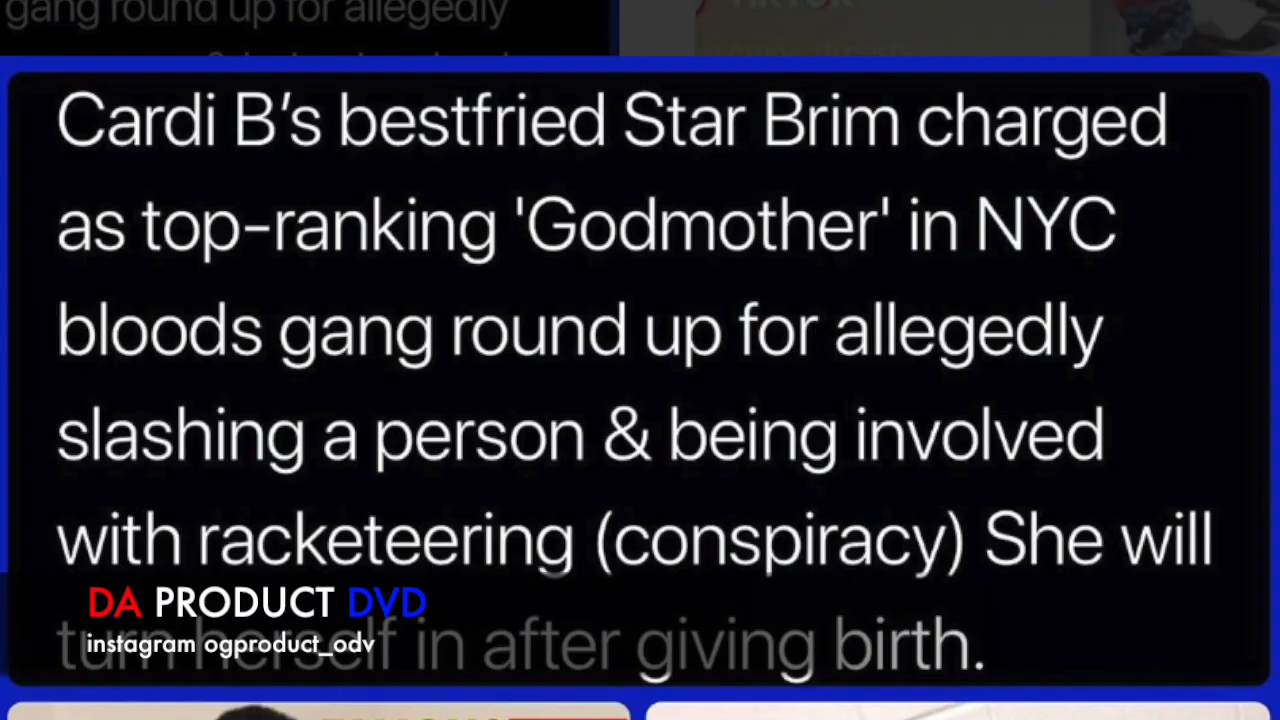 gang round up for allegedly
Cardi B’s bestfried Star Brim charged
as top-ranking 'Godmother' in NYC
bloods gang round up for allegedly
slashing a person & being involved
with racketeering (conspiracy) She will
turn herself in after giving birth.
DA PRODUCT DVD
instagram ogproduct_odv